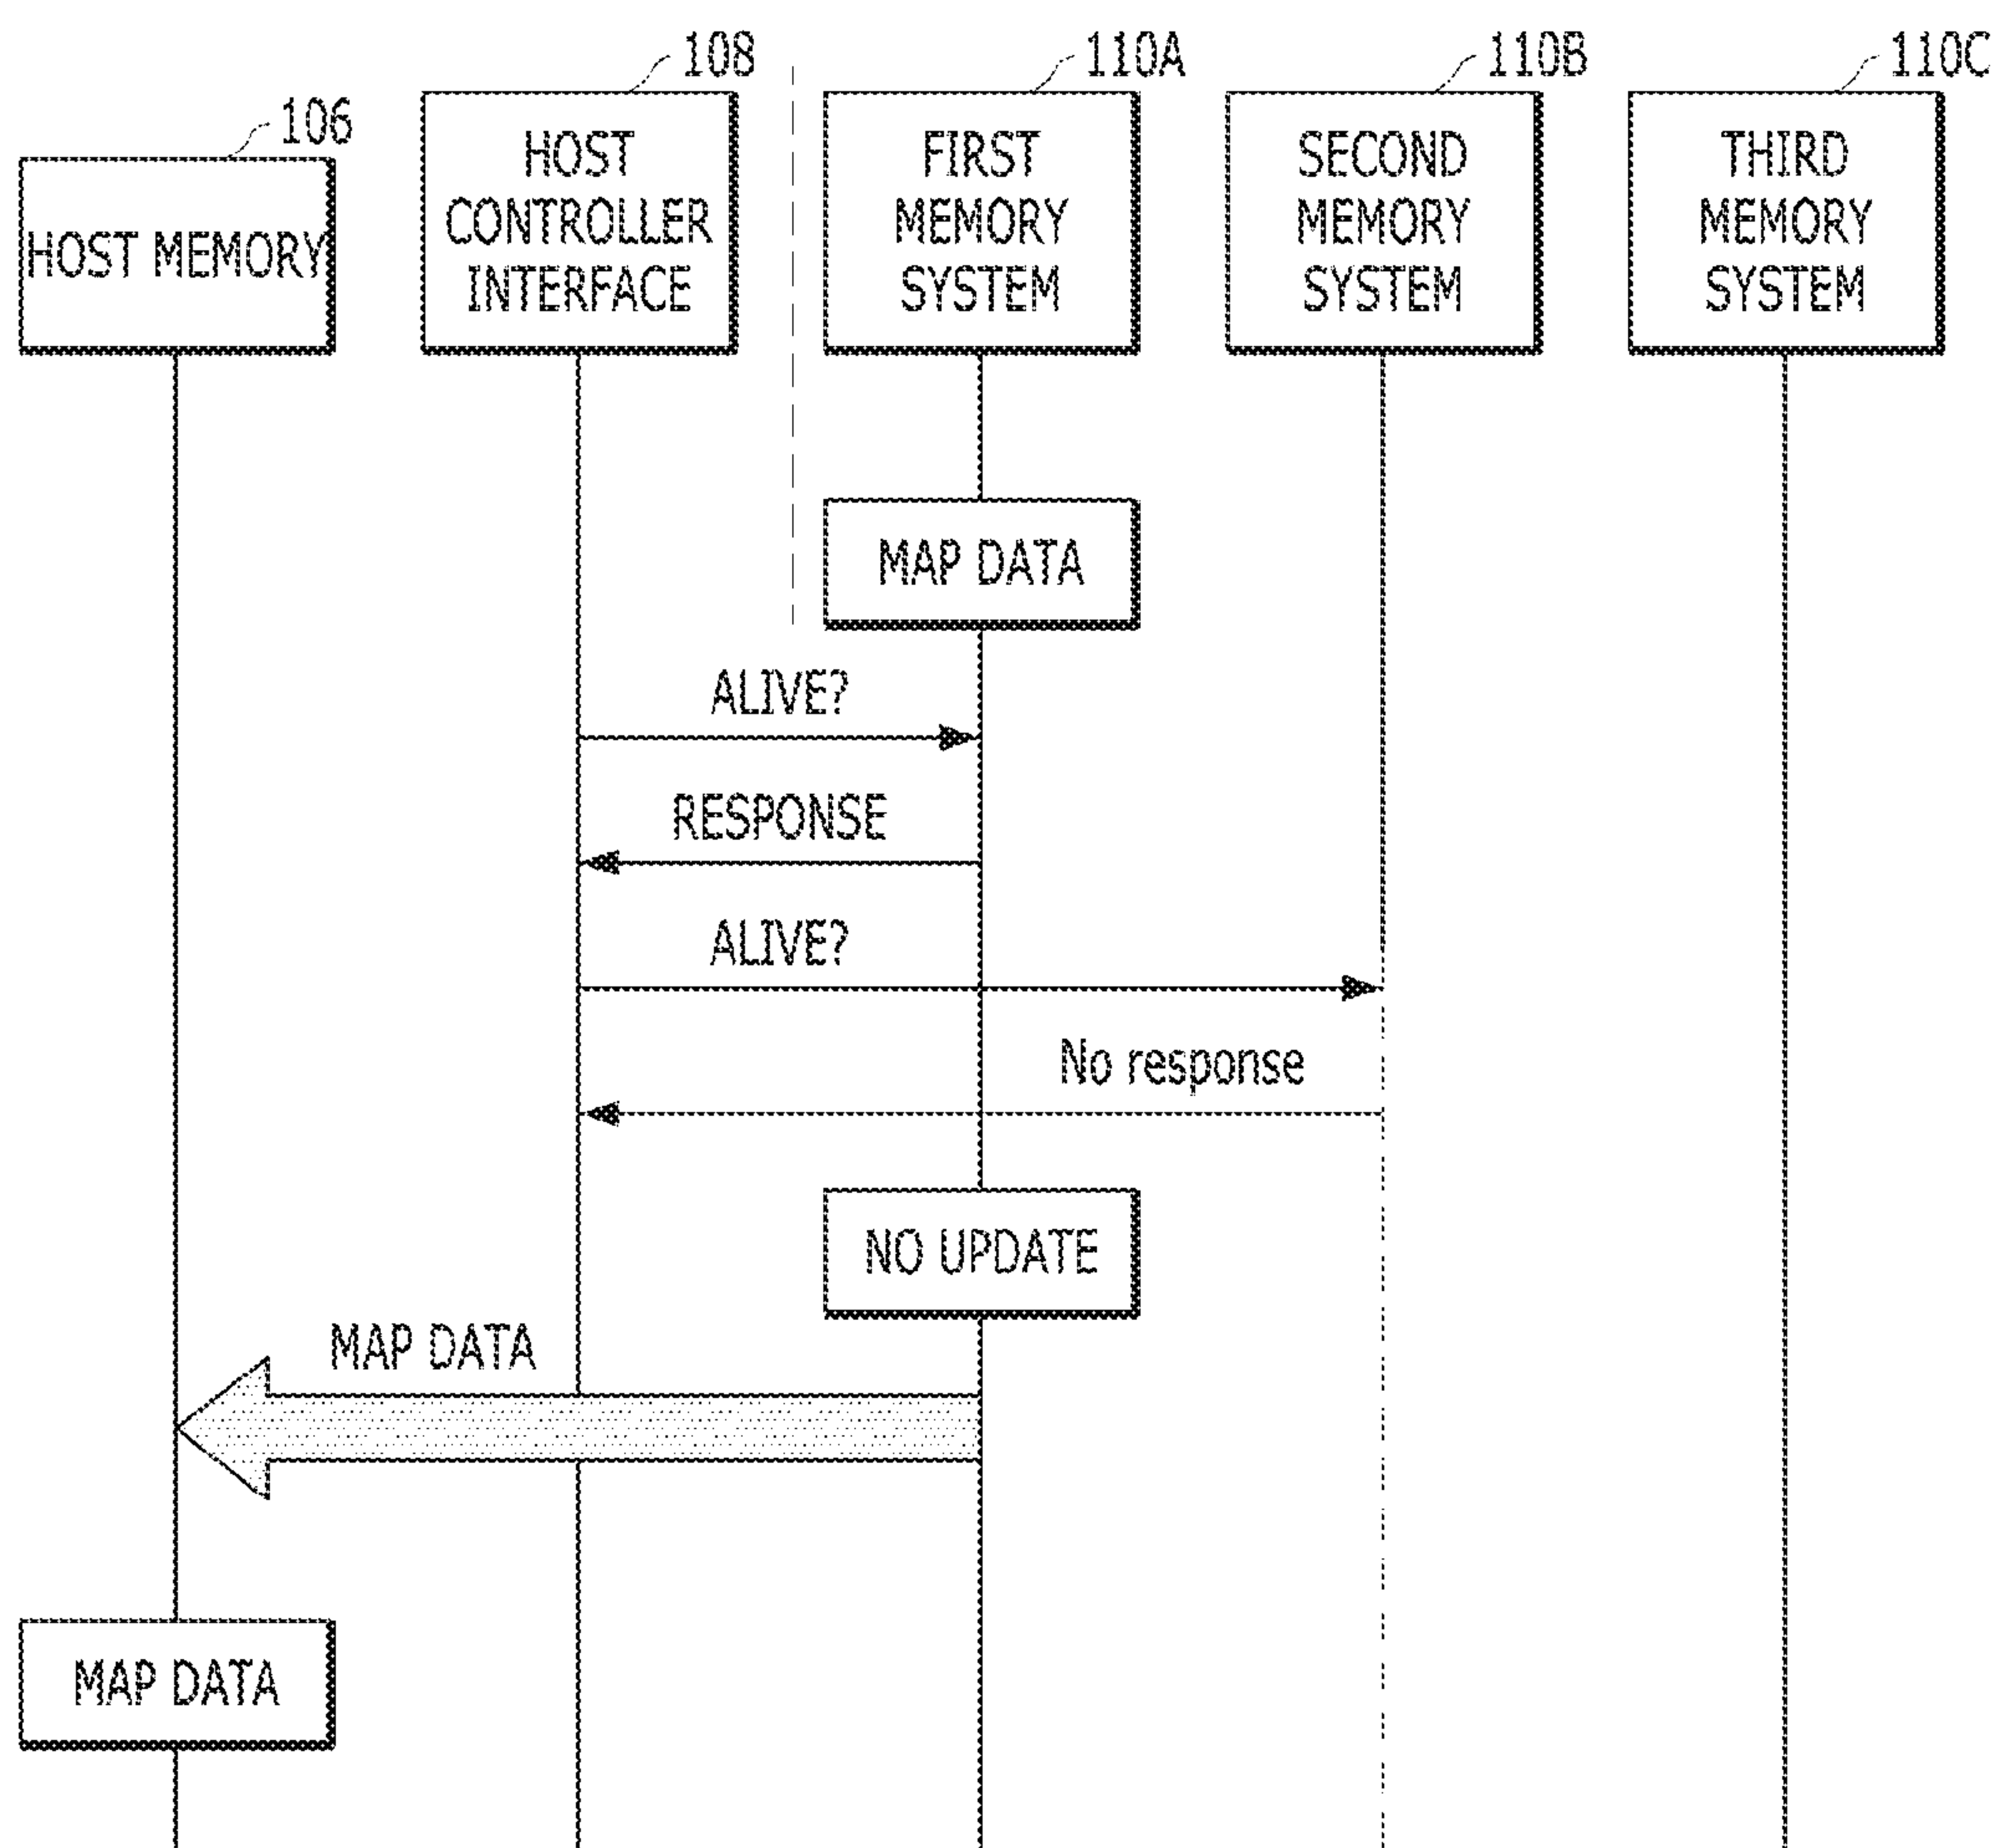 106
HOST MEMORY
108
HOST
CONTROLLER
INTERFACE
110A
FIRST
MEMORY
SYSTEM
110B
SECOND
MEMORY
SYSTEM
110C
THIRD
MEMORY
SYSTEM
MAP DATA
ALIVE?
RESPONSE
ALIVE?
No response
NO UPDATE
MAP DATA
MAP DATA